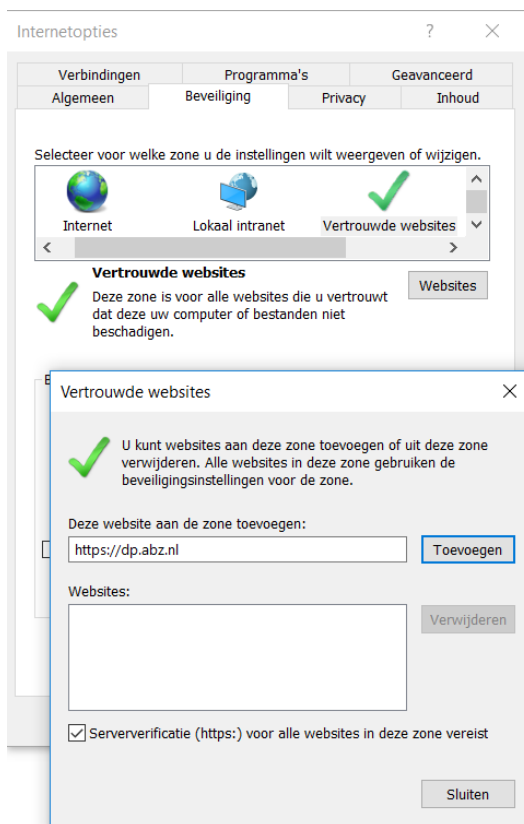 Internetopties
Verbindingen Programma's Geavanceerd
Algemeen Beveiliging Privacy Inhoud
Selecteer voor welke zone u de instellingen wilt weergeven of wijzigen.
Internet Lokaal intranet Vertrouwde websites
Vertrouwde websites
Websites
Deze zone is voor alle websites die u vertrouwt
dat deze uw computer of bestanden niet
beschadigen.
Vertrouwde websites
U kunt websites aan deze zone toevoegen of uit deze zone
verwijderen. Alle websites in deze zone gebruiken de
beveiligingsinstellingen voor de zone.
Deze website aan de zone toevoegen:
https://dp.abz.nl Toevoegen
Websites:
Verwijderen
Serververificatie (https:) voor alle websites in deze zone vereist
Sluiten